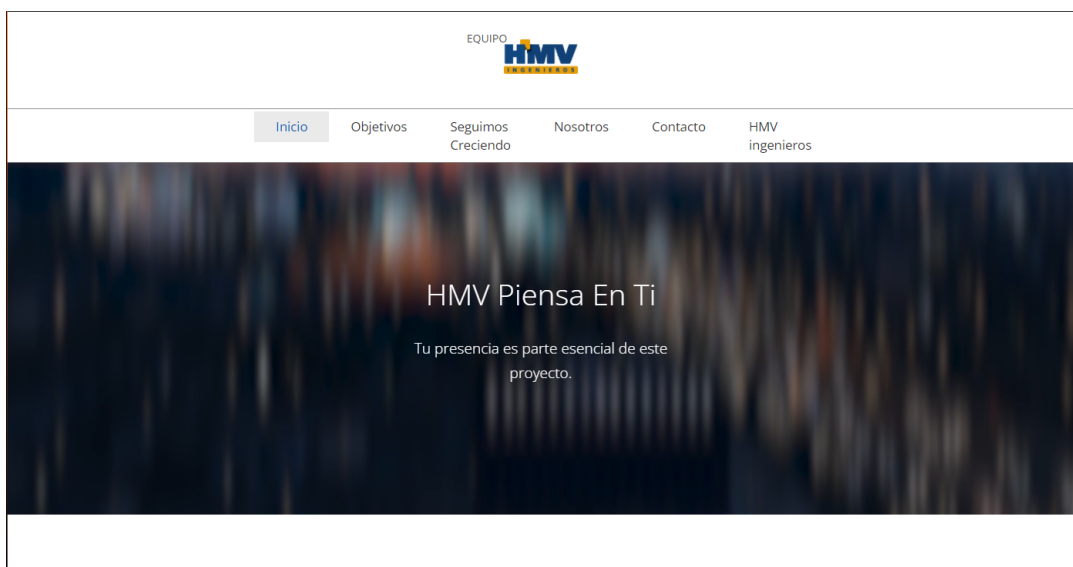 EQUIPO
HMV
INGENIEROS
Inicio
Objetivos
Seguimos
Creciendo
Nosotros
Contacto
HMV
ingenieros
HMV Piensa En Ti
Tu presencia es parte esencial de este
proyecto.